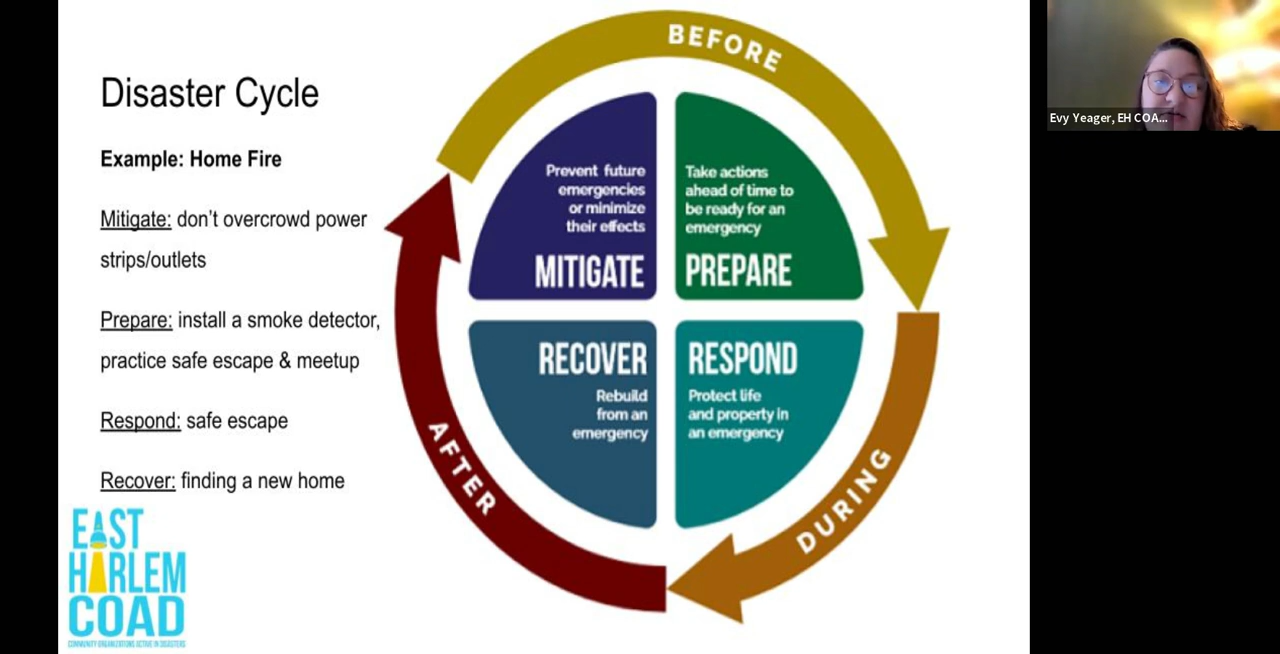 Disaster Cycle
Example: Home Fire
Mitigate: don’t overcrowd power
strips/outlets
Prepare: install a smoke detector,
practice safe escape & meetup
Respond: safe escape
Recover: finding a new home
EAST
HARLEM
COAD
COMMUNITY ORGANIZATIONS ACTIVE IN DISASTERS
BEFORE
Prevent future
emergencies
or minimize
their effects
MITIGATE
Take actions
ahead of time to
be ready for an
emergency
PREPARE
RECOVER
Rebuild
from an
emergency
RESPOND
Protect life
and property in
an emergency
AFTER
DURING
Evy Yeager, EH COA...